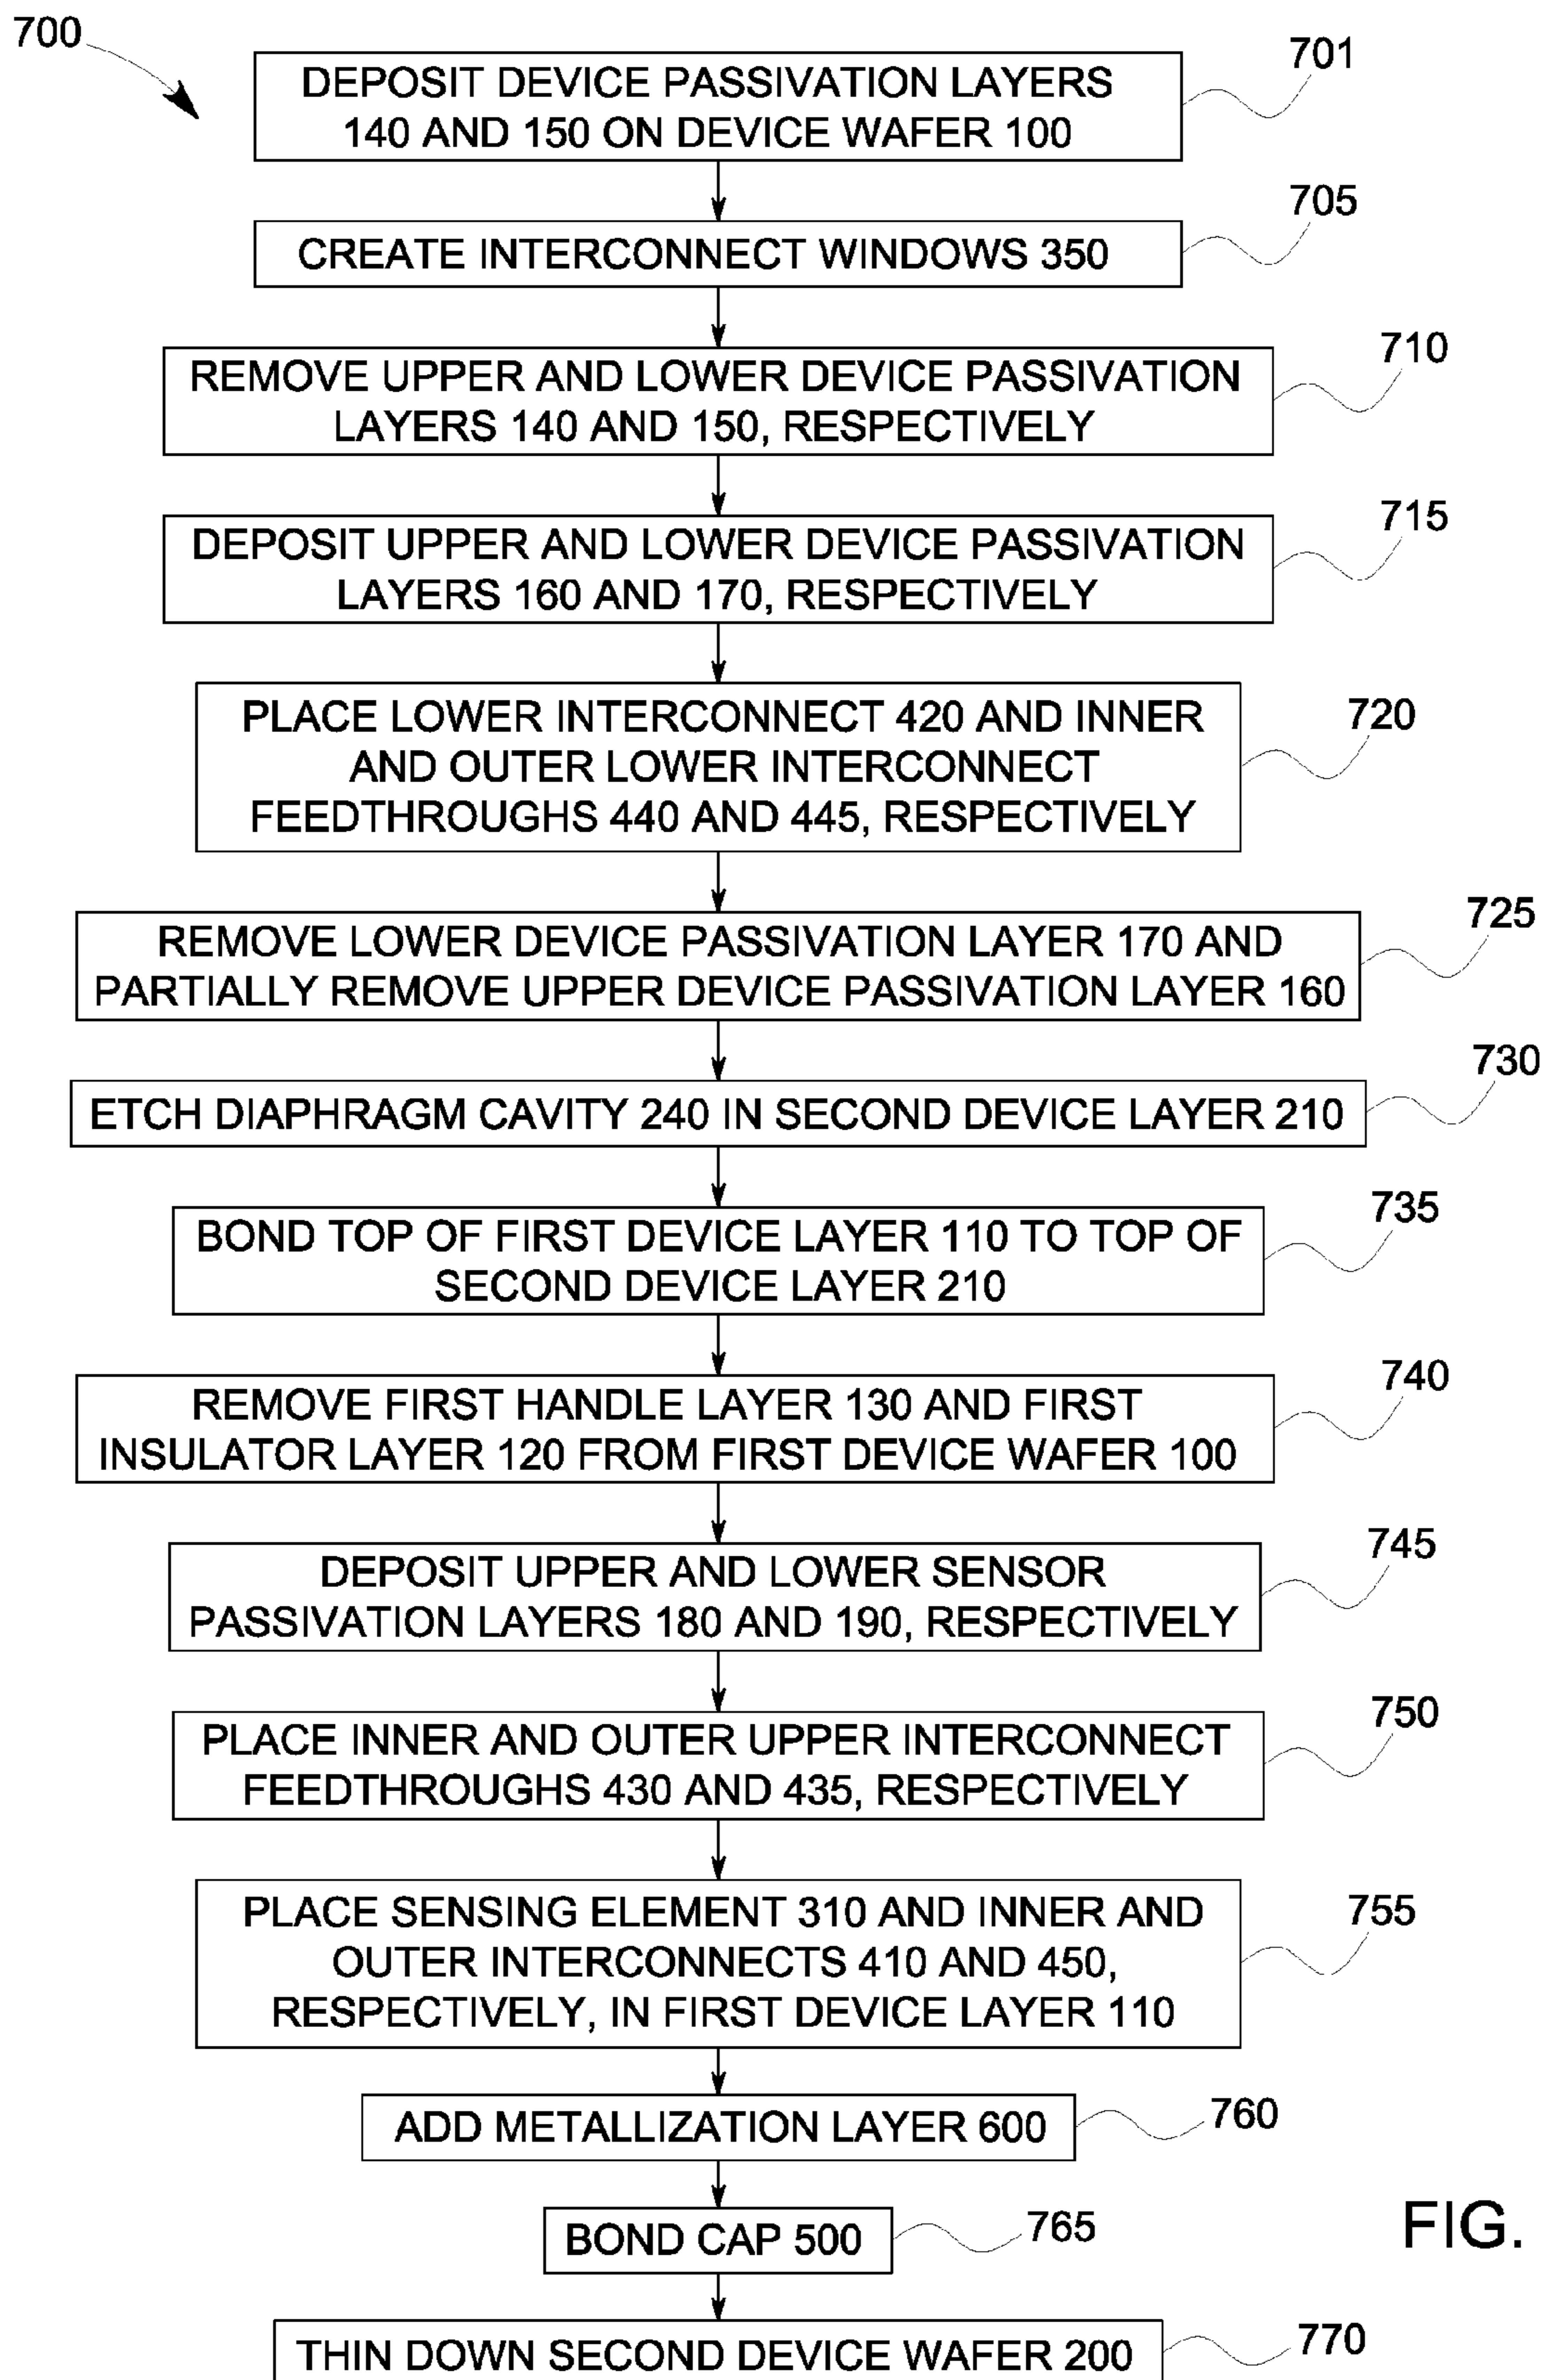 700
DEPOSIT DEVICE PASSIVATION LAYERS
140 AND 150 ON DEVICE WAFER 100
701
CREATE INTERCONNECT WINDOWS 350
705
REMOVE UPPER AND LOWER DEVICE PASSIVATION
LAYERS 140 AND 150, RESPECTIVELY
710
DEPOSIT UPPER AND LOWER DEVICE PASSIVATION
LAYERS 160 AND 170, RESPECTIVELY
715
PLACE LOWER INTERCONNECT 420 AND INNER
AND OUTER LOWER INTERCONNECT
FEEDTHROUGHS 440 AND 445, RESPECTIVELY
720
REMOVE LOWER DEVICE PASSIVATION LAYER 170 AND
PARTIALLY REMOVE UPPER DEVICE PASSIVATION LAYER 160
725
ETCH DIAPHRAGM CAVITY 240 IN SECOND DEVICE LAYER 210
730
BOND TOP OF FIRST DEVICE LAYER 110 TO TOP OF
SECOND DEVICE LAYER 210
735
REMOVE FIRST HANDLE LAYER 130 AND FIRST
INSULATOR LAYER 120 FROM FIRST DEVICE WAFER 100
740
DEPOSIT UPPER AND LOWER SENSOR
PASSIVATION LAYERS 180 AND 190, RESPECTIVELY
745
PLACE INNER AND OUTER UPPER INTERCONNECT
FEEDTHROUGHS 430 AND 435, RESPECTIVELY
750
PLACE SENSING ELEMENT 310 AND INNER AND
OUTER INTERCONNECTS 410 AND 450,
RESPECTIVELY, IN FIRST DEVICE LAYER 110
755
ADD METALLIZATION LAYER 600
760
BOND CAP 500
765
FIG.
THIN DOWN SECOND DEVICE WAFER 200
770